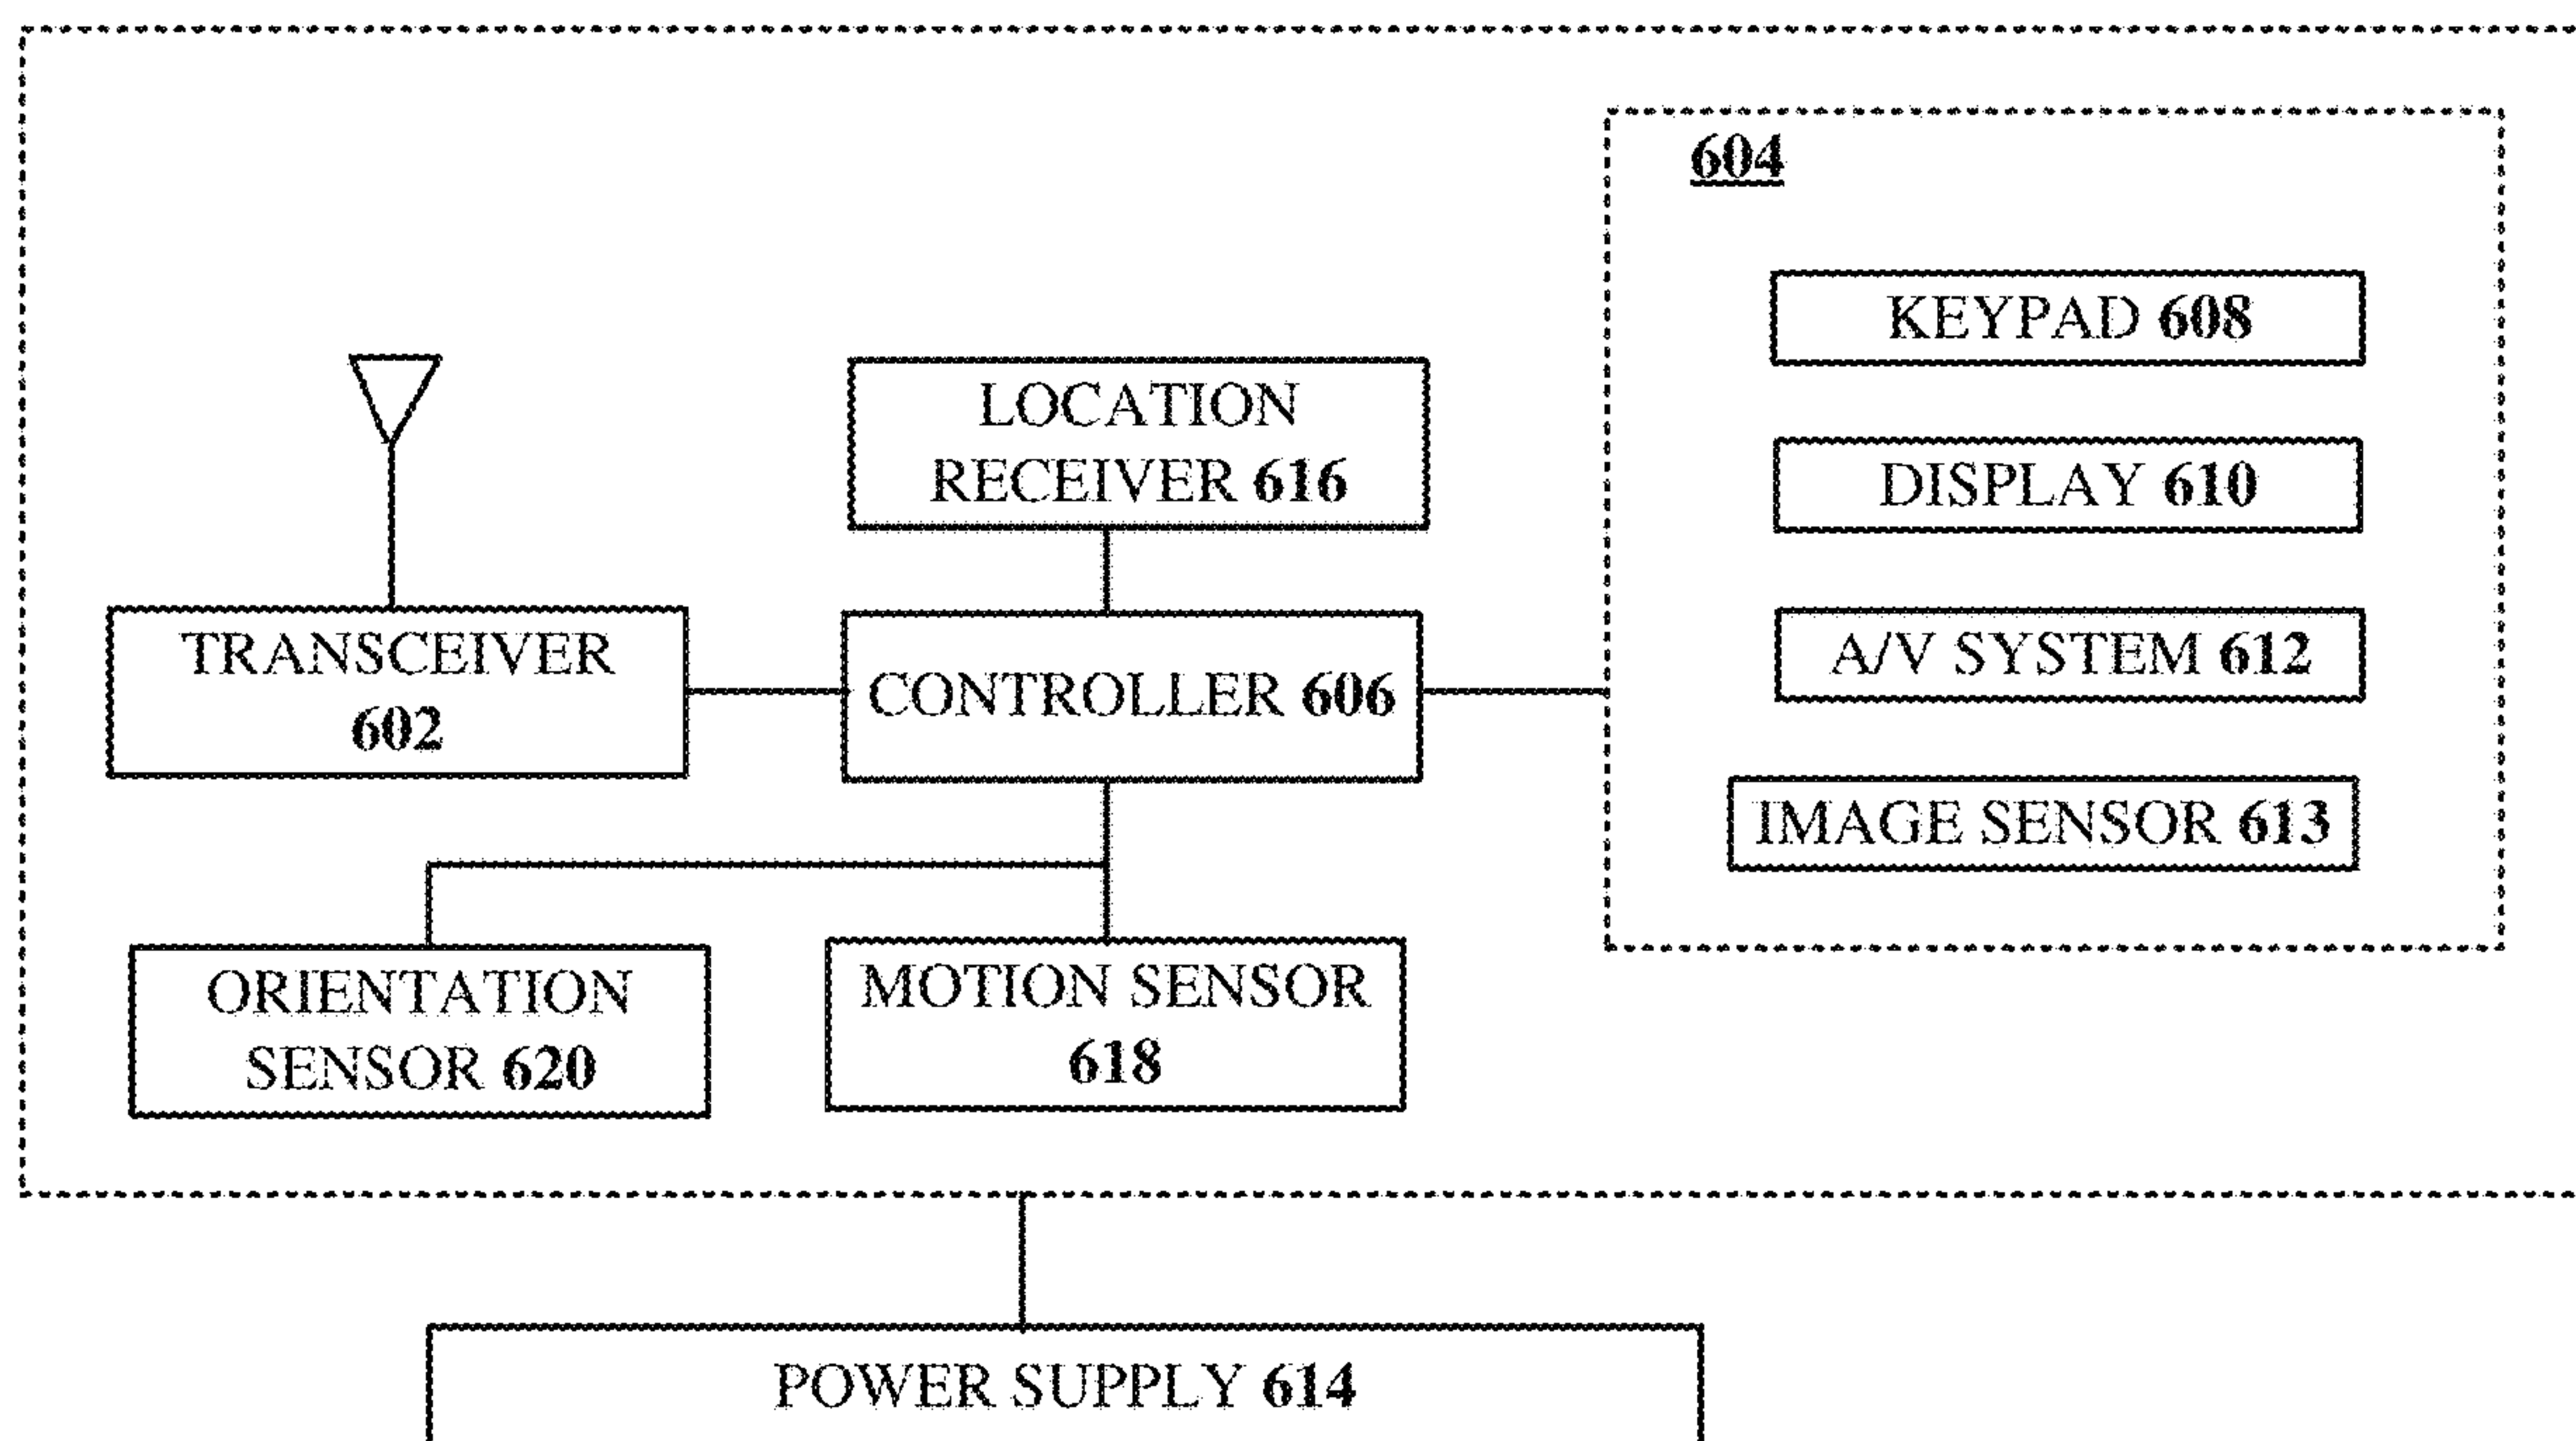 604
KEYPAD 608
LOCATION
RECEIVER 616
DISPLAY 610
TRANSCEIVER
602
CONTROLLER 606
A/V SYSTEM 612
IMAGE SENSOR 613
ORIENTATION
SENSOR 620
MOTION SENSOR
618
POWER SUPPLY 614